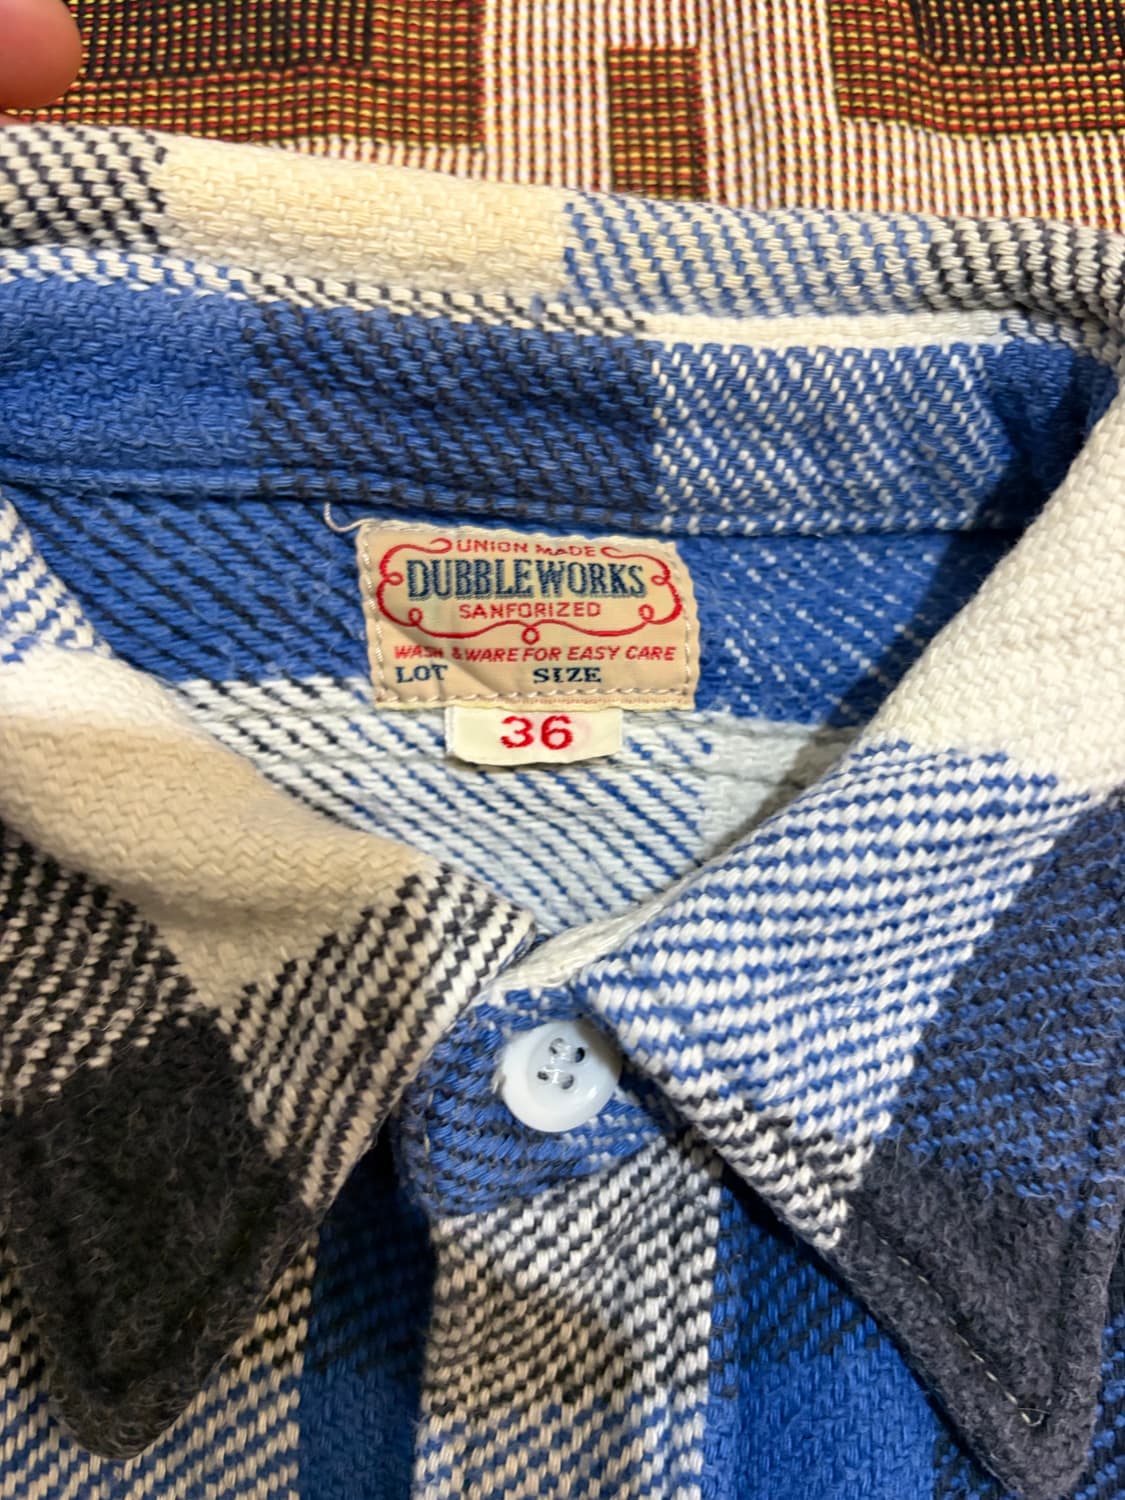 UNION MADE
DUBBLEWORKS
SANFORIZED
WASH & WARE FOR EASY CARE
LOT SIZE
36